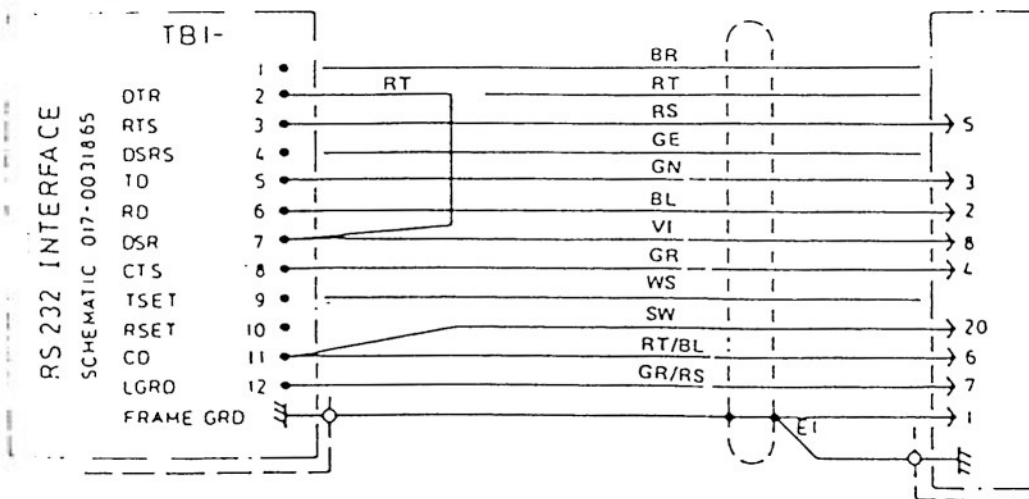 TB1-
RS 232 INTERFACE
SCHEMATIC 017-0031865
1
DTR 2
RTS 3
DSRS 4
TD 5
RD 6
DSR 7
CTS 8
TSET 9
RSET 10
CD 11
LGRD 12
FRAME GRD
RT
BR
RT
RS 5
GE
GN 3
BL 2
VI 8
GR 4
WS
SW 20
RT/BL 6
GR/RS 7
1
E1